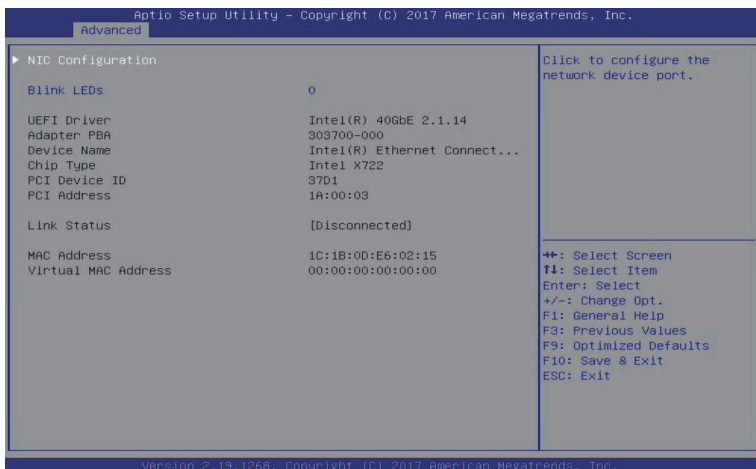 Aptio Setup Utility – Copyright (C) 2017 American Megatrends, Inc.
Advanced
▶ NIC Configuration
Blink LEDs 0
UEFI Driver Intel(R) 40GbE 2.1.14
Adapter PBA 303700-000
Device Name Intel(R) Ethernet Connect...
Chip Type Intel X722
PCI Device ID 37D1
PCI Address 1A:00:03
Link Status [Disconnected]
MAC Address 1C:1B:0D:E6:02:15
Virtual MAC Address 00:00:00:00:00:00
Click to configure the
network device port.
→←: Select Screen
↑↓: Select Item
Enter: Select
+/-: Change Opt.
F1: General Help
F3: Previous Values
F9: Optimized Defaults
F10: Save & Exit
ESC: Exit
Version 2.19.1268. Copyright (C) 2017 American Megatrends, Inc.